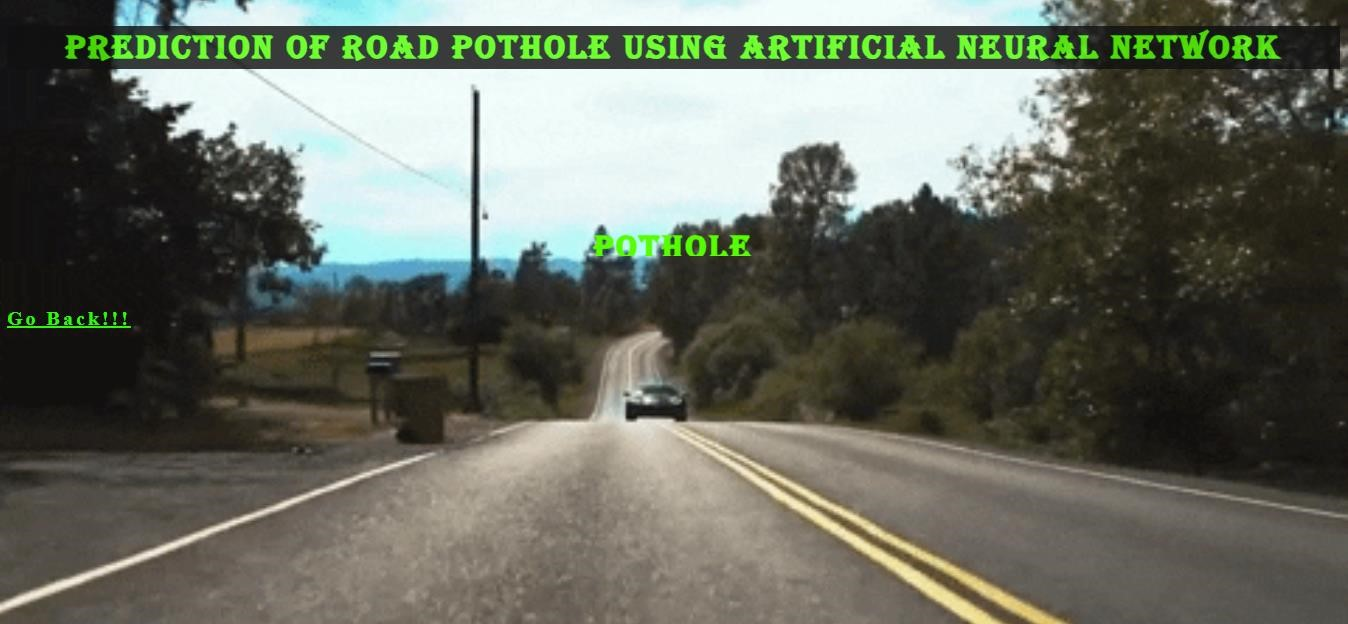 PREDICTION OF ROAD POTHOLE USING ARTIFICIAL NEURAL NETWORK
POTHOLE
Go Back!!!